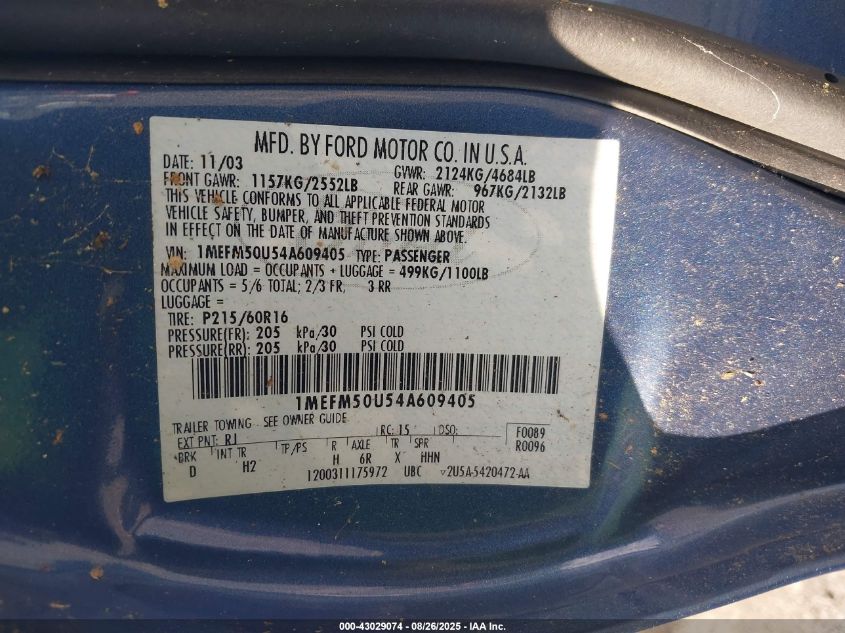 MFD. BY FORD MOTOR CO. IN U.S.A.
DATE: 11/03 GVWR: 2124KG/4684LB
FRONT GAWR: 1157KG/2552LB REAR GAWR: 967KG/2132LB
THIS VEHICLE CONFORMS TO ALL APPLICABLE FEDERAL MOTOR
VEHICLE SAFETY, BUMPER, AND THEFT PREVENTION STANDARDS
IN EFFECT ON THE DATE OF MANUFACTURE SHOWN ABOVE.
VIN: 1MEFM50U54A609405 TYPE: PASSENGER
MAXIMUM LOAD = OCCUPANTS + LUGGAGE = 499KG/1100LB
OCCUPANTS = 5/6 TOTAL; 2/3 FR, 3 RR
LUGGAGE =
TIRE: P215/60R16
PRESSURE(FR): 205 kPa/30 PSI COLD
PRESSURE(RR): 205 kPa/30 PSI COLD
1MEFM50U54A609405
TRAILER TOWING - SEE OWNER GUIDE
EXT PNT: RJ RC: 15 DSO: F0089
R0096
*BRK INT TR TP/PS R AXLE TR SPR
D H2 H 6R X HHN
1200311175972 UBC 2U5A-5420472-AA
000-43029074 - 08/26/2025 - IAA Inc.